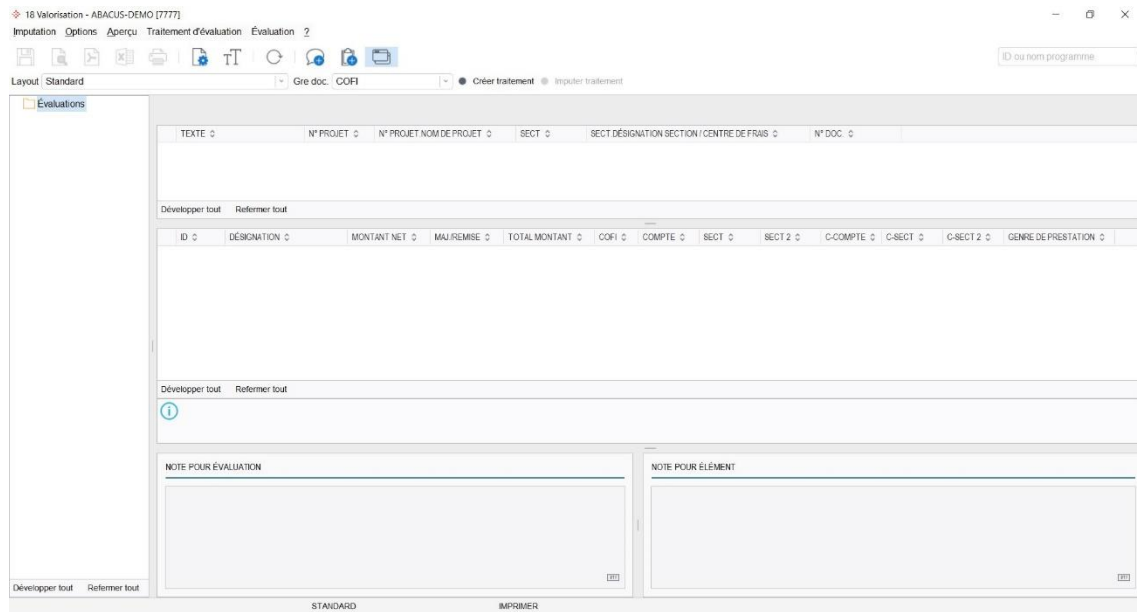 18 Valorisation - ABACUS-DEMO [7777]
Imputation Options Aperçu Traitement d'évaluation Évaluation ?
ID ou nom programme
Layout Standard Gre doc. COFI Créer traitement Imputer traitement
Évaluations
TEXTE N° PROJET N° PROJET.NOM DE PROJET SECT SECT DÉSIGNATION SECTION / CENTRE DE FRAIS N° DOC.
Développer tout Refermer tout
ID DÉSIGNATION MONTANT NET MAJ./REMISE TOTAL MONTANT COFI COMPTE SECT SECT 2 C-COMPTE C-SECT C-SECT 2 GENRE DE PRESTATION
Développer tout Refermer tout
NOTE POUR ÉVALUATION NOTE POUR ÉLÉMENT
Développer tout Refermer tout
STANDARD IMPRIMER